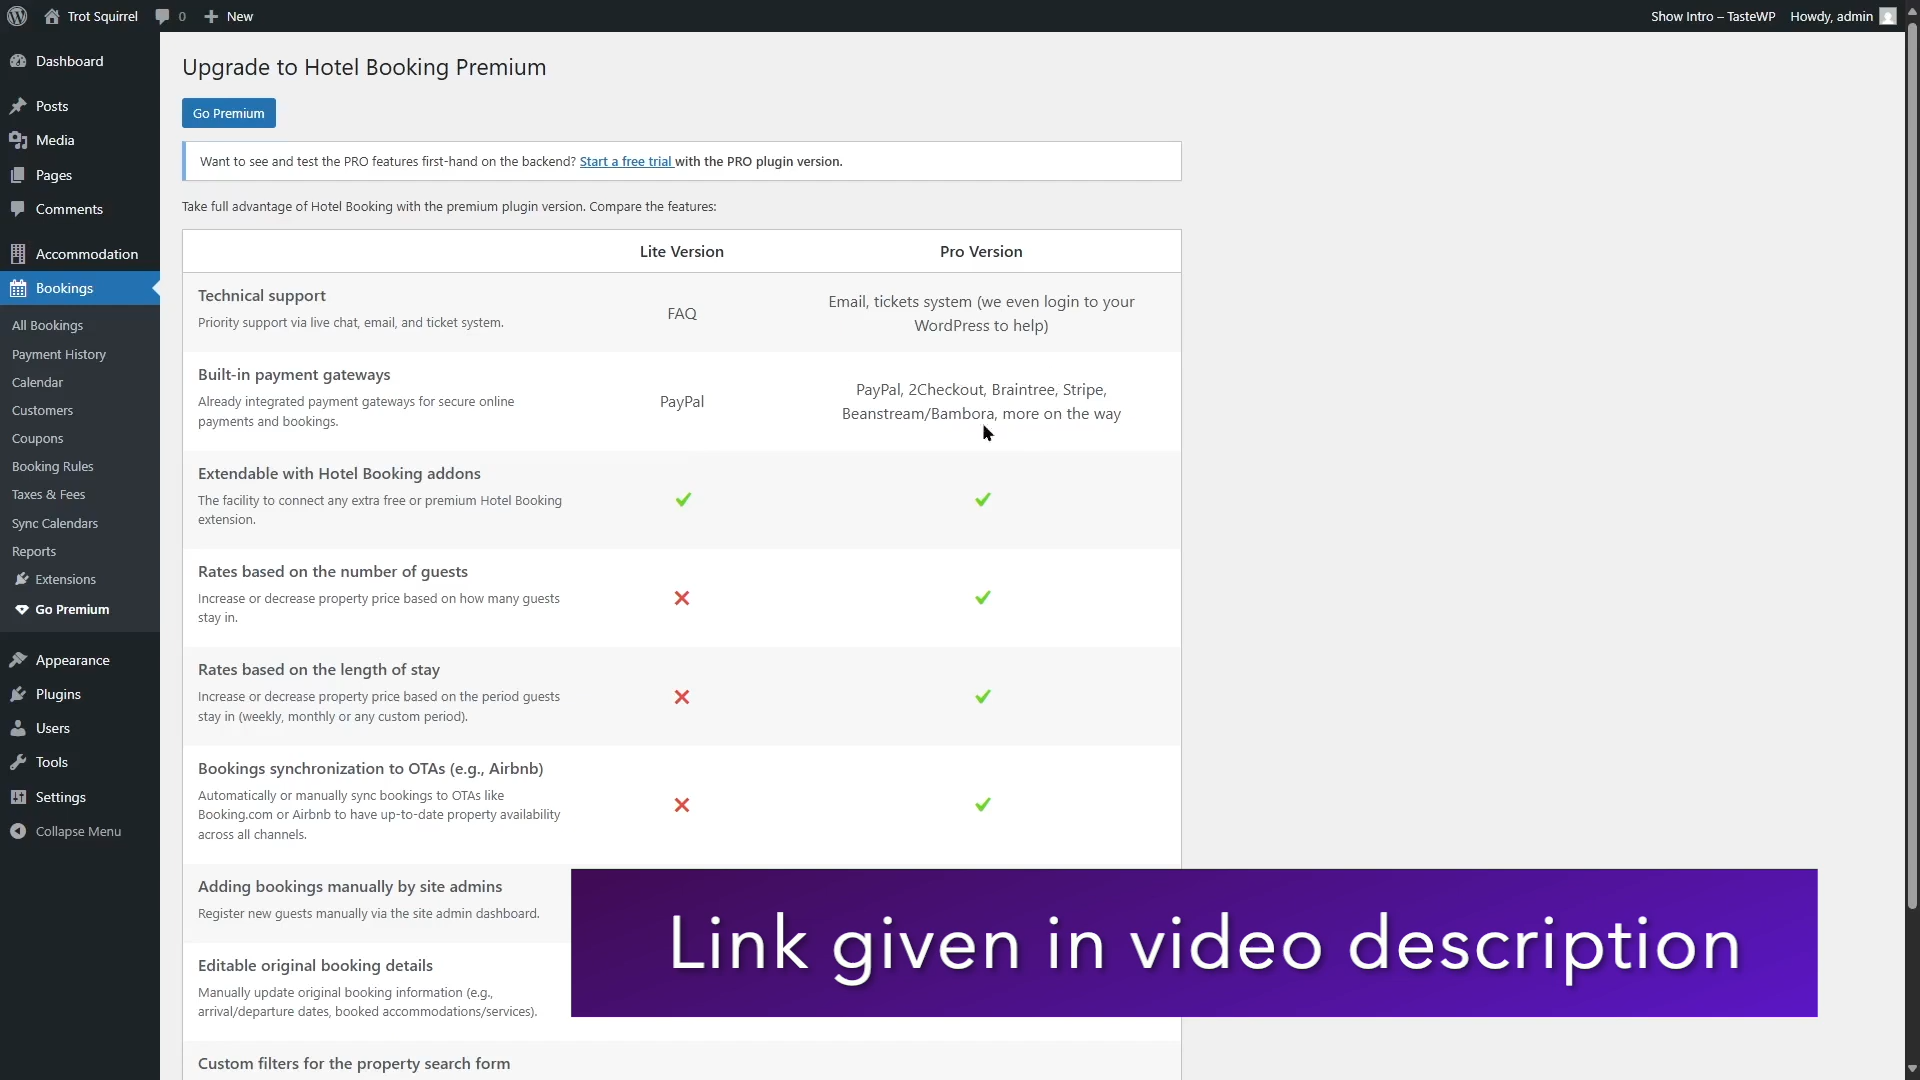 Trot Squirrel
0
New
Show Intro – TasteWP
Howdy, admin
Dashboard
Posts
Media
Pages
Comments
Accommodation
Bookings
All Bookings
Payment History
Calendar
Customers
Coupons
Booking Rules
Taxes & Fees
Sync Calendars
Reports
Extensions
Go Premium
Appearance
Plugins
Users
Tools
Settings
Collapse Menu
Upgrade to Hotel Booking Premium
Go Premium
Want to see and test the PRO features first-hand on the backend? Start a free trial with the PRO plugin version.
Take full advantage of Hotel Booking with the premium plugin version. Compare the features:
Lite Version
Pro Version
Technical support
Priority support via live chat, email, and ticket system.
FAQ
Email, tickets system (we even login to your
WordPress to help)
Built-in payment gateways
Already integrated payment gateways for secure online
payments and bookings.
PayPal
PayPal, 2Checkout, Braintree, Stripe,
Beanstream/Bambora, more on the way
Extendable with Hotel Booking addons
The facility to connect any extra free or premium Hotel Booking
extension.
Rates based on the number of guests
Increase or decrease property price based on how many guests
stay in.
Rates based on the length of stay
Increase or decrease property price based on the period guests
stay in (weekly, monthly or any custom period).
Bookings synchronization to OTAs (e.g., Airbnb)
Automatically or manually sync bookings to OTAs like
Booking.com or Airbnb to have up-to-date property availability
across all channels.
Adding bookings manually by site admins
Register new guests manually via the site admin dashboard.
Editable original booking details
Manually update original booking information (e.g.,
arrival/departure dates, booked accommodations/services).
Custom filters for the property search form
Link given in video description